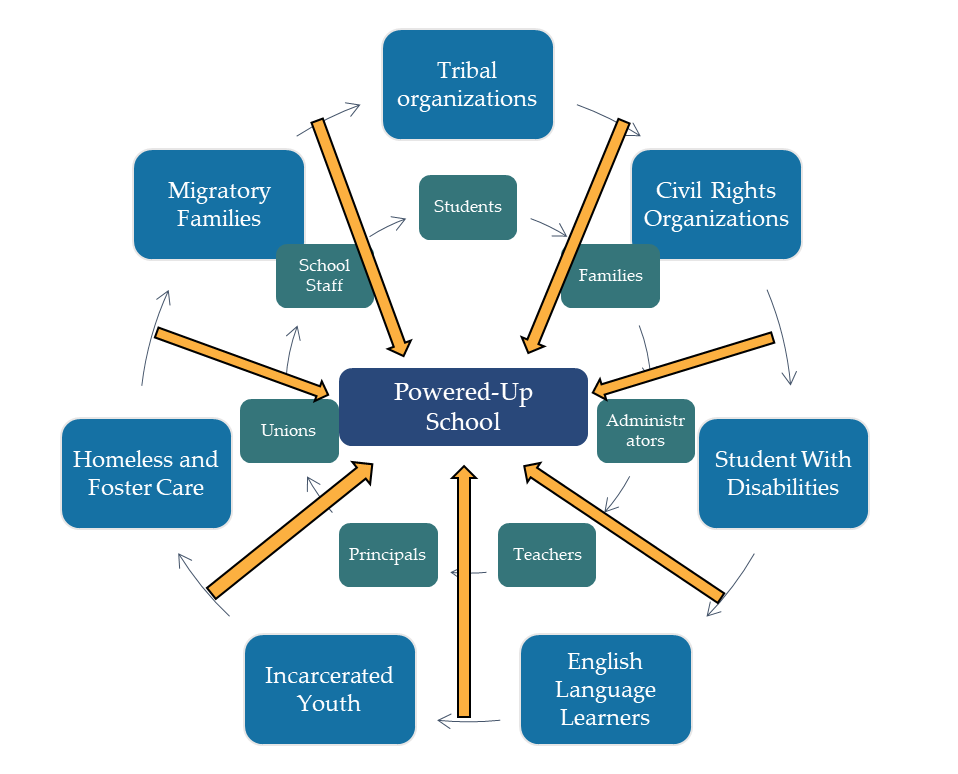 Tribal
organizations
Migratory
Families
Civil Rights
Organizations
Students
School
Staff
Families
Powered-Up
School
Unions
Administr
ators
Homeless and
Foster Care
Student With
Disabilities
Principals
Teachers
Incarcerated
Youth
English
Language
Learners